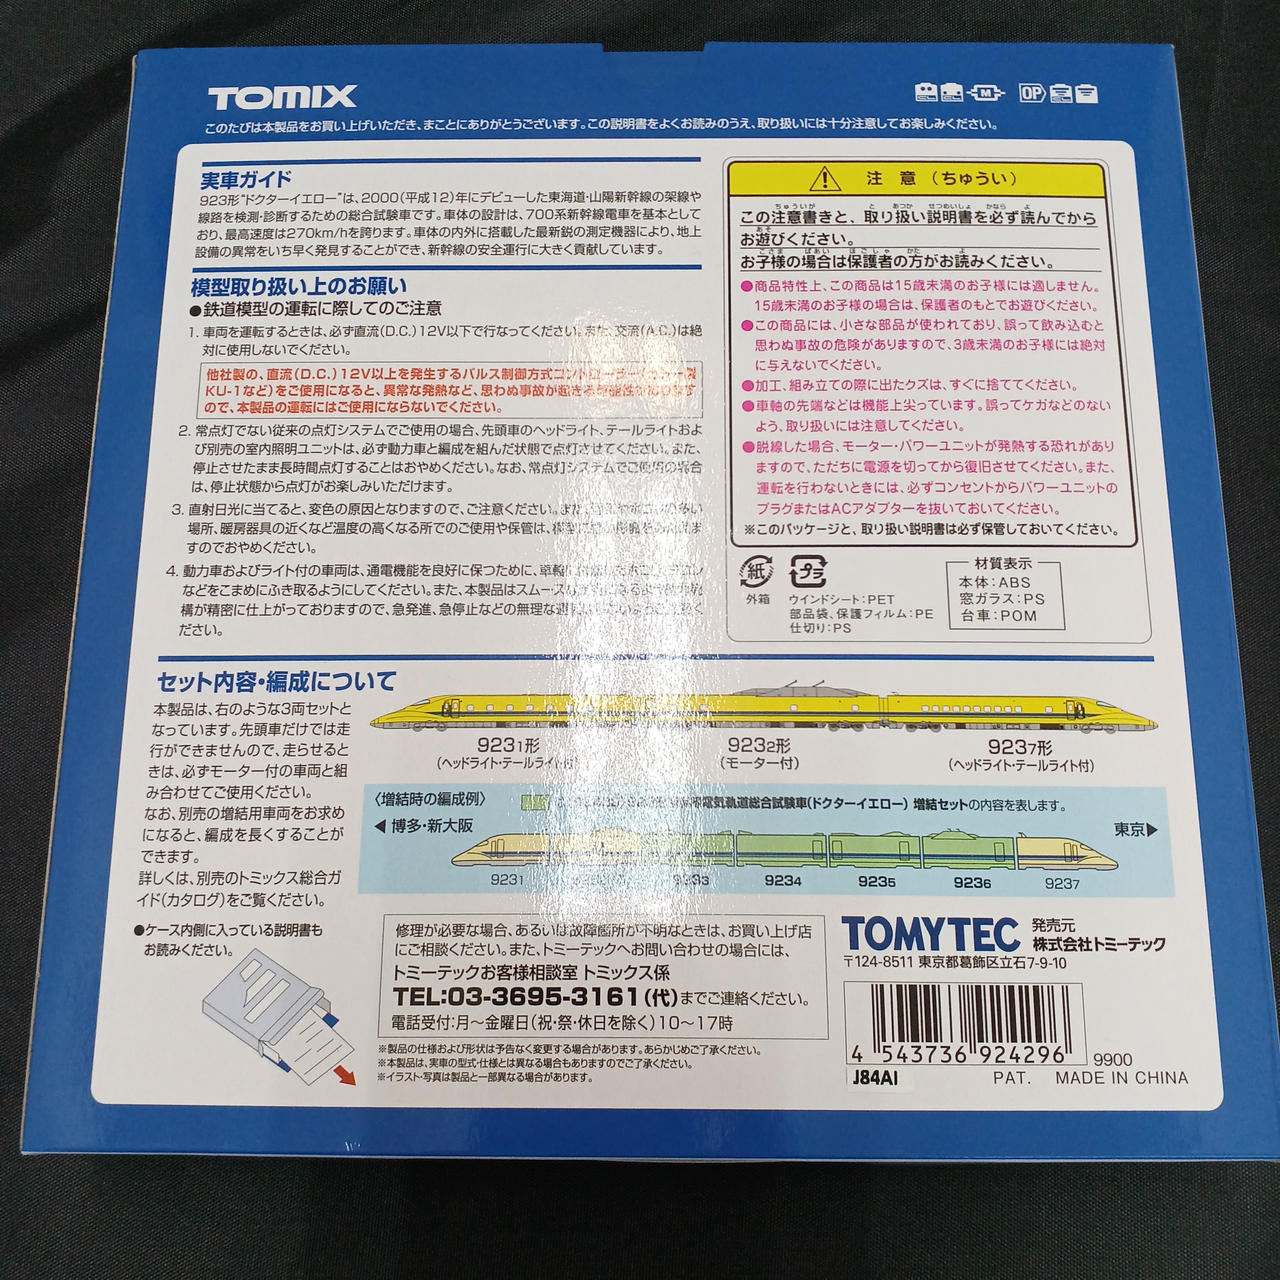 TOMIX
OP
このたびは本製品をお買い上げいただき、まことにありがとうございます。この説明書をよくお読みのうえ、取り扱いには十分注意してお楽しみください。
実車ガイド
923形"ドクターイエロー"は、2000(平成12)年にデビューした東海道・山陽新幹線の架線や
線路を検測・診断するための総合試験車です。車体の設計は、700系新幹線電車を基本として
おり、最高速度は270km/hを誇ります。車体の内外に搭載した最新鋭の測定機器により、地上
設備の異常をいち早く発見することができ、新幹線の安全運行に大きく貢献しています。
模型取り扱い上のお願い
●鉄道模型の運転に際してのご注意
1. 車両を運転するときは、必ず直流(D.C.)12V以下で行なってください。また、交流(A.C.)は絶
対に使用しないでください。
他社製の、直流(D.C.)12V以上を発生するパルス制御方式コントローラー
KU-1など)をご使用になると、異常な発熱など、思わぬ事故が起きる
ので、本製品の運転にはご使用にならないでください。
2. 常点灯でない従来の点灯システムでご使用の場合、先頭車のヘッドライト、テールライトおよ
び別売の室内照明ユニットは、必ず動力車と編成を組んだ状態で点灯させてください。また、
停止させたまま長時間点灯することはおやめください。なお、常点灯システムでご使用の場合
は、停止状態から点灯がお楽しみいただけます。
3. 直射日光に当てると、変色の原因となりますので、ご注意ください。また、
場所、暖房器具の近くなど温度の高くなる所でのご使用や保管は、模型に
すのでおやめください。
4. 動力車およびライト付の車両は、通電機能を良好に保つために、車輪
などをこまめにふき取るようにしてください。また、本製品はスムーズ
構が精密に仕上がっておりますので、急発進、急停止などの無理な運転
ださい。
注 意 (ちゅうい)
この注意書きと、取り扱い説明書を必ず読んでから
お遊びください。
お子様の場合は保護者の方がお読みください。
●商品特性上、この商品は15歳未満のお子様には適しません。
15歳未満のお子様の場合は、保護者のもとでお遊びください。
●この商品には、小さな部品が使われており、誤って飲み込むと
思わぬ事故の危険がありますので、3歳未満のお子様には絶対
に与えないでください。
●加工、組み立ての際に出たクズは、すぐに捨ててください。
●車軸の先端などは機能上尖っています。誤ってケガなどのない
よう、取り扱いには注意してください。
●脱線した場合、モーター・パワーユニットが発熱する恐れがあり
ますので、ただちに電源を切ってから復旧させてください。また、
運転を行わないときには、必ずコンセントからパワーユニットの
プラグまたはACアダプターを抜いておいてください。
※このパッケージと、取り扱い説明書は必ず保管しておいてください。
紙
外箱
プラ
ウインドシート:PET
部品袋、保護フィルム:PE
仕切り:PS
材質表示
本体:ABS
窓ガラス:PS
台車:POM
セット内容・編成について
本製品は、右のような3両セットと
なっています。先頭車だけでは走
行ができませんので、走らせると
きは、必ずモーター付の車両と組
み合わせてご使用ください。
なお、別売の増結用車両をお求め
になると、編成を長くすることが
できます。
詳しくは、別売のトミックス総合ガ
イド(カタログ)をご覧ください。
●ケース内側に入っている説明書も
お読みください。
9231形
(ヘッドライト・テールライト付)
9232形
(モーター付)
9237形
(ヘッドライト・テールライト付)
〈増結時の編成例〉
電気軌道総合試験車(ドクターイエロー) 増結セットの内容を表します。
◀ 博多・新大阪
東京▶
9231
9233
9234
9235
9236
9237
修理が必要な場合、あるいは故障箇所が不明なときは、お買い上げ店
にご相談ください。また、トミーテックへお問い合わせの場合には、
トミーテックお客様相談室 トミックス係
TEL:03-3695-3161(代)までご連絡ください。
電話受付:月〜金曜日(祝・祭・休日を除く)10〜17時
※製品の仕様および形状は予告なく変更する場合があります。あらかじめご了承ください。
※本製品は、実車の型式・仕様とは異なる場合もありますのでご了承ください。
※イラスト・写真は製品と一部異なる場合があります。
TOMYTEC
発売元
株式会社トミーテック
〒124-8511 東京都葛飾区立石7-9-10
4 543736 924296
9900
J84AI
PAT. MADE IN CHINA